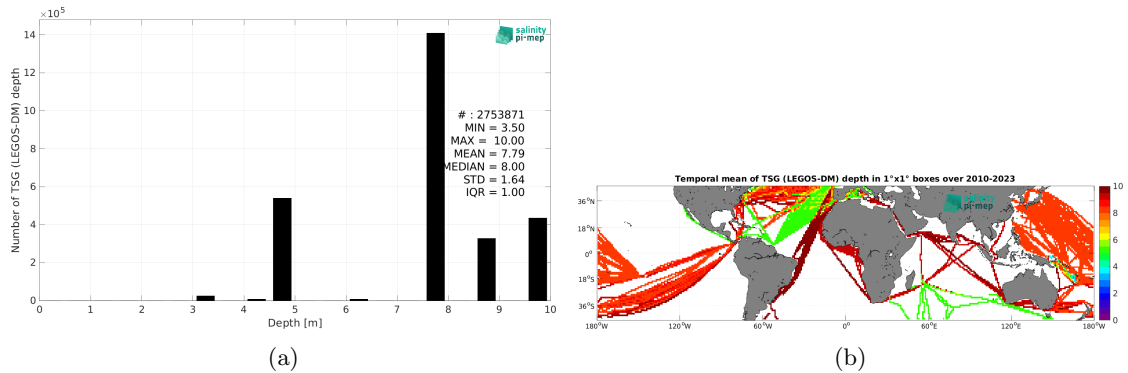 ×10⁵
14
12
10
8
6
4
2
0
Number of TSG (LEGOS-DM) depth
salinity
pi-mep
# : 2753871
MIN = 3.50
MAX = 10.00
MEAN = 7.79
MEDIAN = 8.00
STD = 1.64
IQR = 1.00
0 1 2 3 4 5 6 7 8 9 10
Depth [m]
(a)
Temporal mean of TSG (LEGOS-DM) depth in 1°x1° boxes over 2010-2023
salinity
pi-mep
36°N
18°N
0°
18°S
36°S
180°W 120°W 60°W 0° 60°E 120°E 180°W
10
8
6
4
2
0
(b)